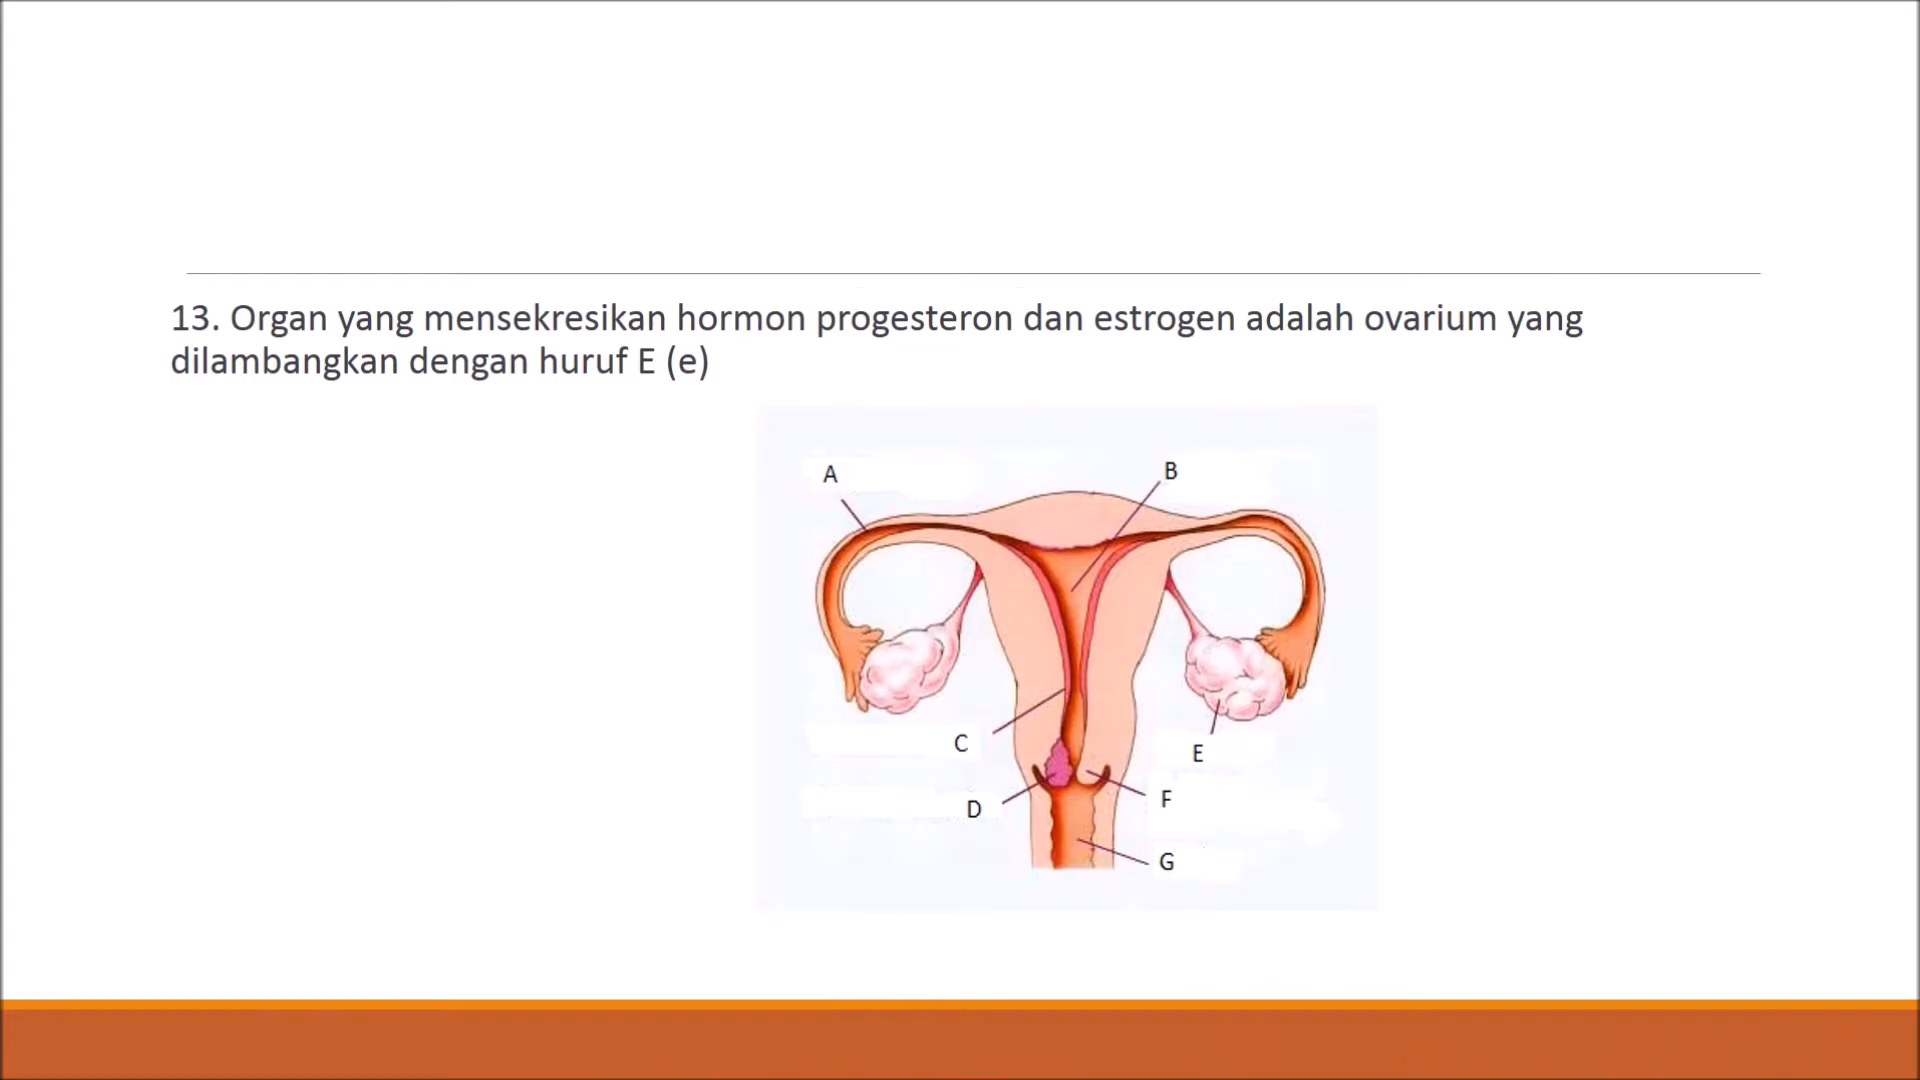 13. Organ yang mensekresikan hormon progesteron dan estrogen adalah ovarium yang
dilambangkan dengan huruf E (e)
A
B
C
E
D
F
G